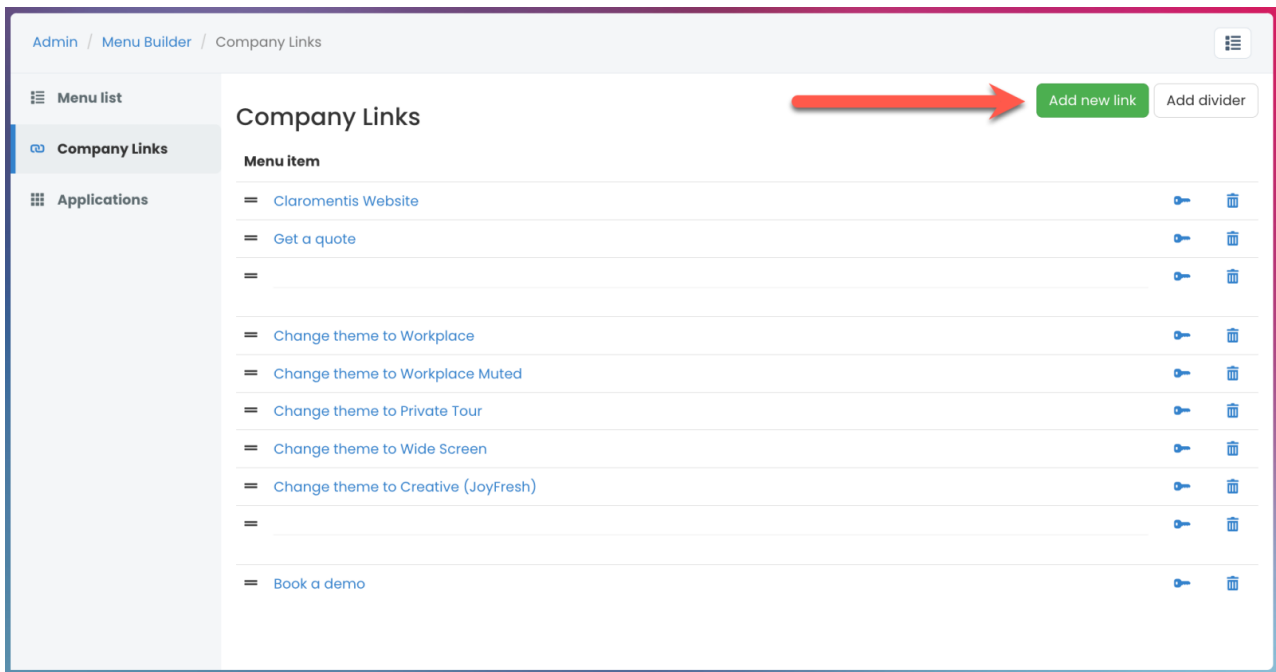 Admin / Menu Builder / Company Links
Menu list
Company Links
Applications
Company Links
Add new link
Add divider
Menu item
Claromentis Website
Get a quote
Change theme to Workplace
Change theme to Workplace Muted
Change theme to Private Tour
Change theme to Wide Screen
Change theme to Creative (JoyFresh)
Book a demo